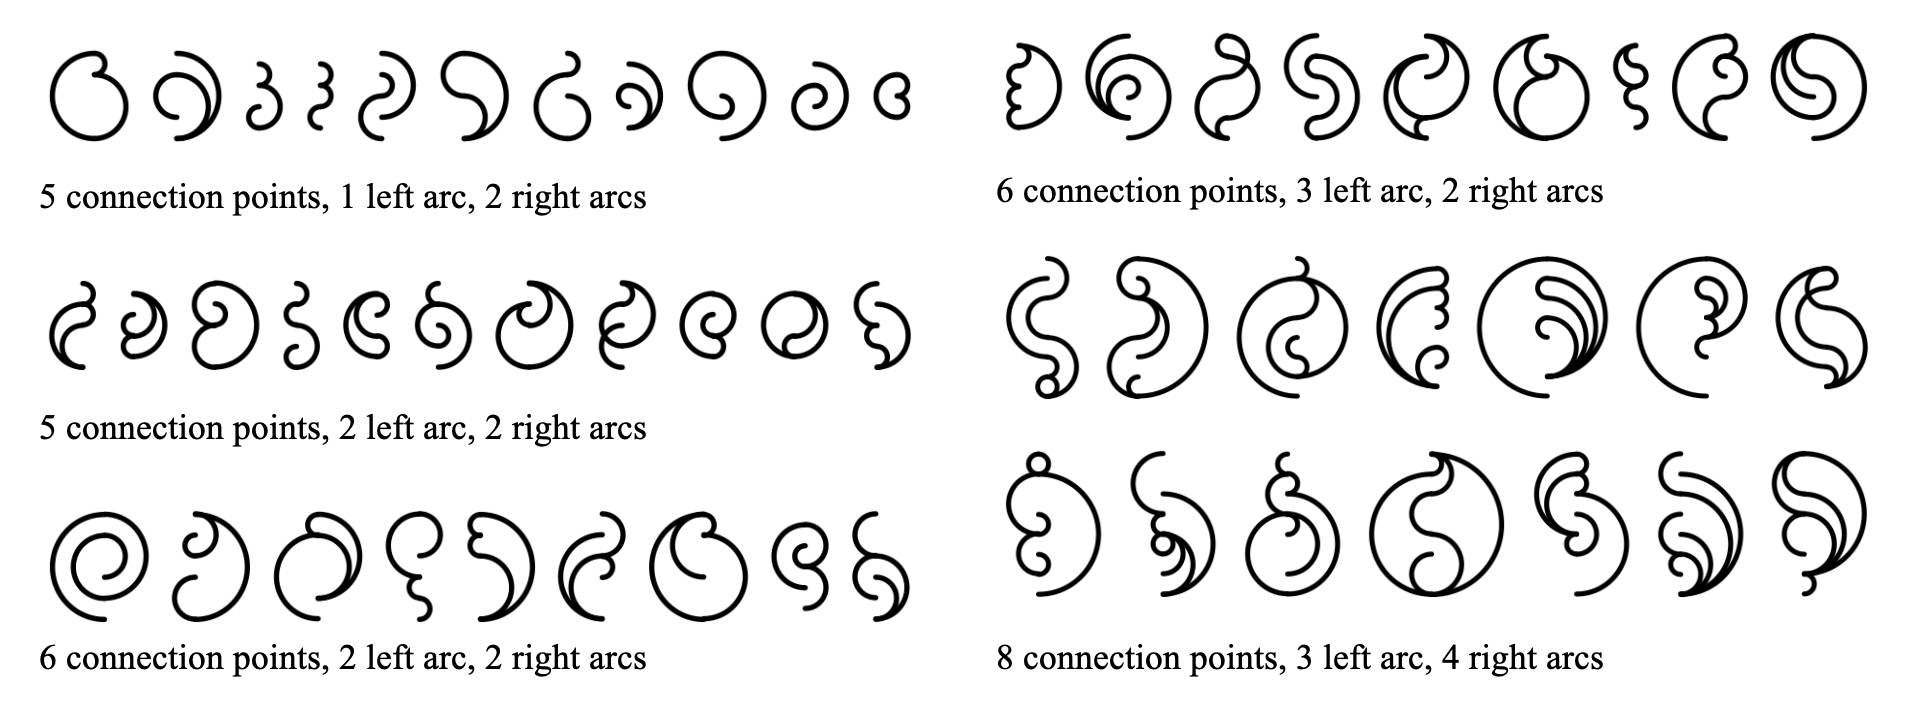 5 connection points, 1 left arc, 2 right arcs
5 connection points, 2 left arc, 2 right arcs
6 connection points, 2 left arc, 2 right arcs
6 connection points, 3 left arc, 2 right arcs
8 connection points, 3 left arc, 4 right arcs